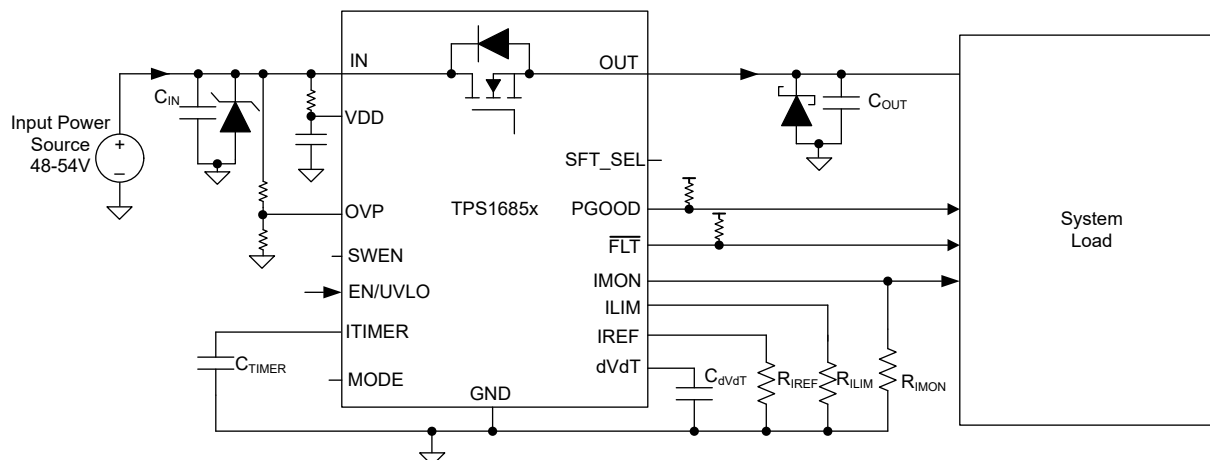 IN
OUT
C_IN
VDD
C_OUT
Input Power
Source
48-54V
+
−
SFT_SEL
OVP
TPS1685x
PGOOD
System
Load
FLT
SWEN
IMON
EN/UVLO
ILIM
ITIMER
IREF
C_TIMER
dVdT
MODE
C_dVdT
R_IREF
R_ILIM
R_IMON
GND